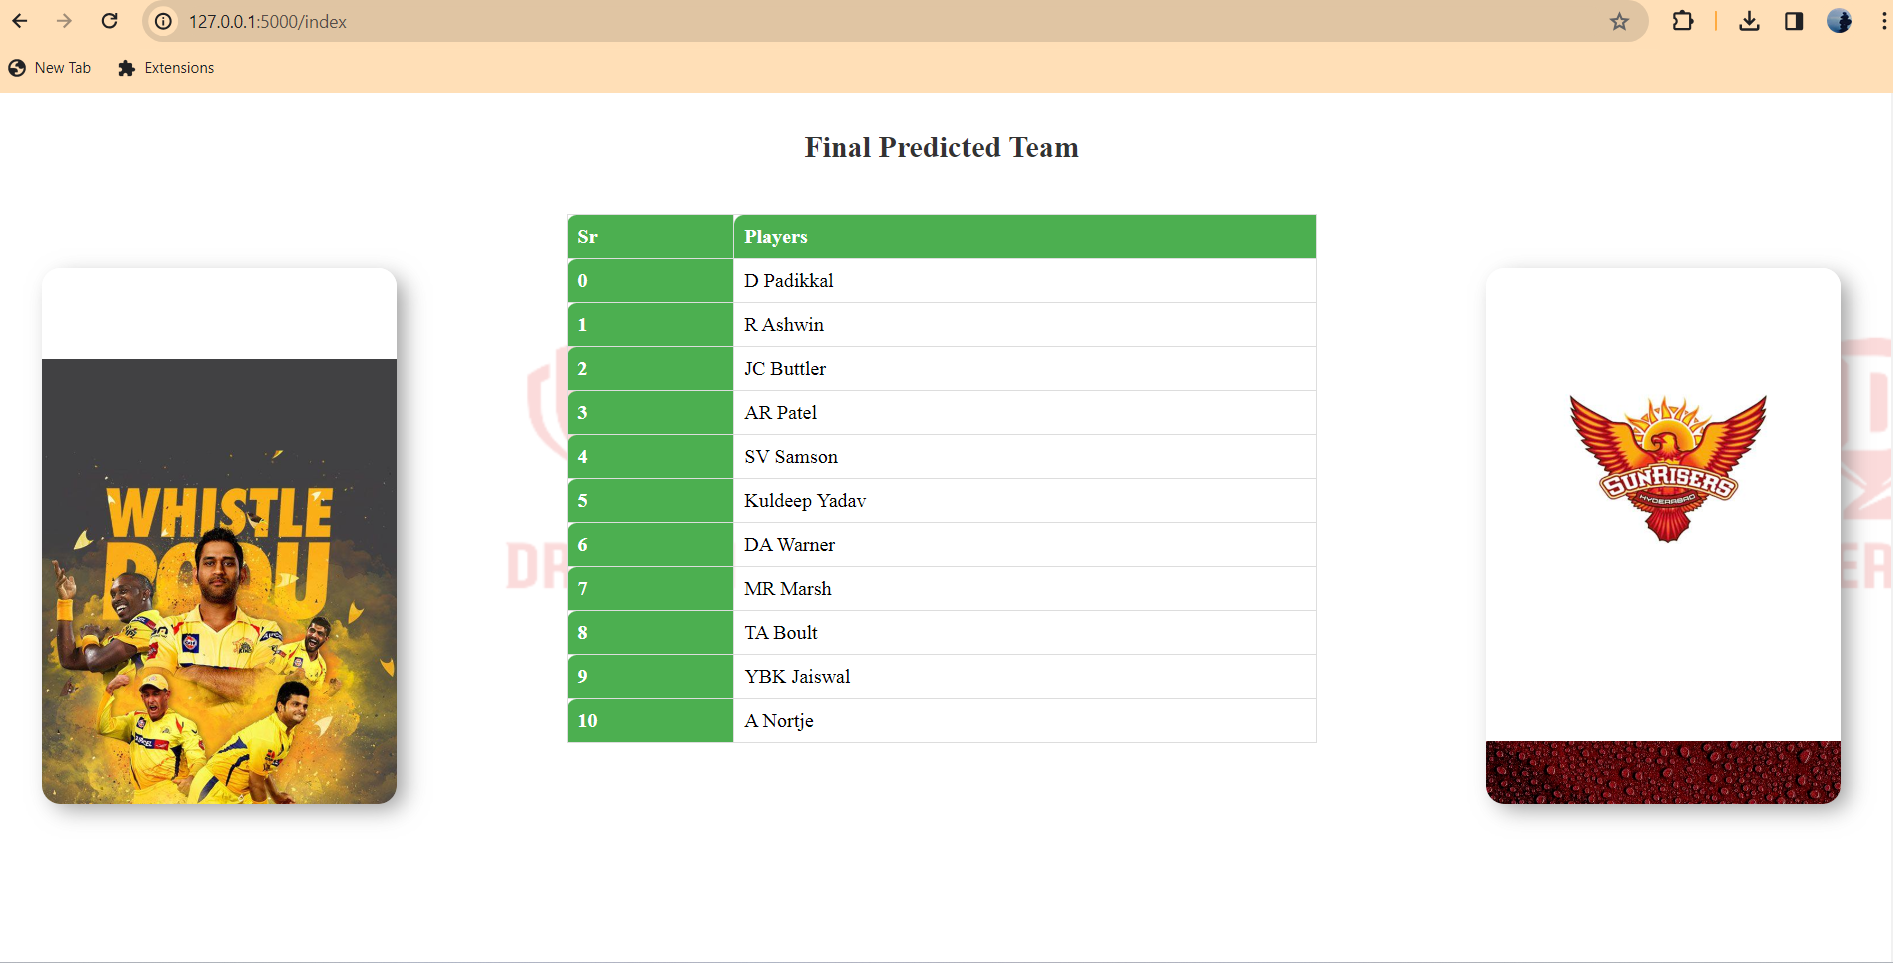 127.0.0.1:5000/index
New Tab
Extensions
Final Predicted Team
Sr Players
0 D Padikkal
1 R Ashwin
2 JC Buttler
3 AR Patel
4 SV Samson
5 Kuldeep Yadav
6 DA Warner
7 MR Marsh
8 TA Boult
9 YBK Jaiswal
10 A Nortje
WHISTLE
SUNRISERS
HYDERABAD